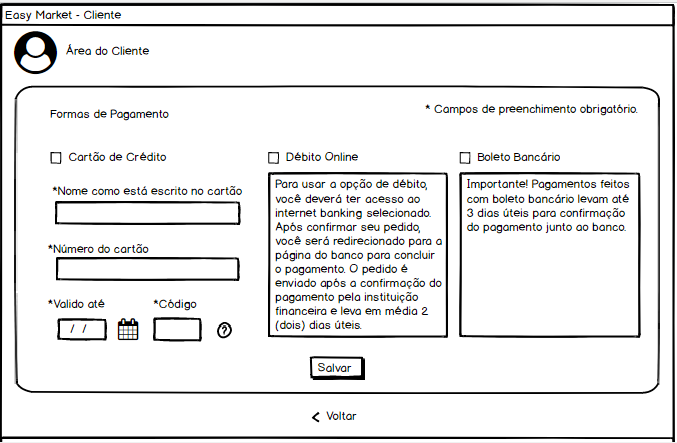 Easy Market - Cliente
Área do Cliente
* Campos de preenchimento obrigatório.
Formas de Pagamento
Cartão de Crédito
*Nome como está escrito no cartão
*Número do cartão
*Valido até
*Código
/ /
?
Débito Online
Para usar a opção de débito,
você deverá ter acesso ao
internet banking selecionado.
Após confirmar seu pedido,
você será redirecionado para a
página do banco para concluir
o pagamento. O pedido é
enviado após a confirmação do
pagamento pela instituição
financeira e leva em média 2
(dois) dias úteis.
Boleto Bancário
Importante! Pagamentos feitos
com boleto bancário levam até
3 dias úteis para confirmação
do pagamento junto ao banco.
Salvar
Voltar